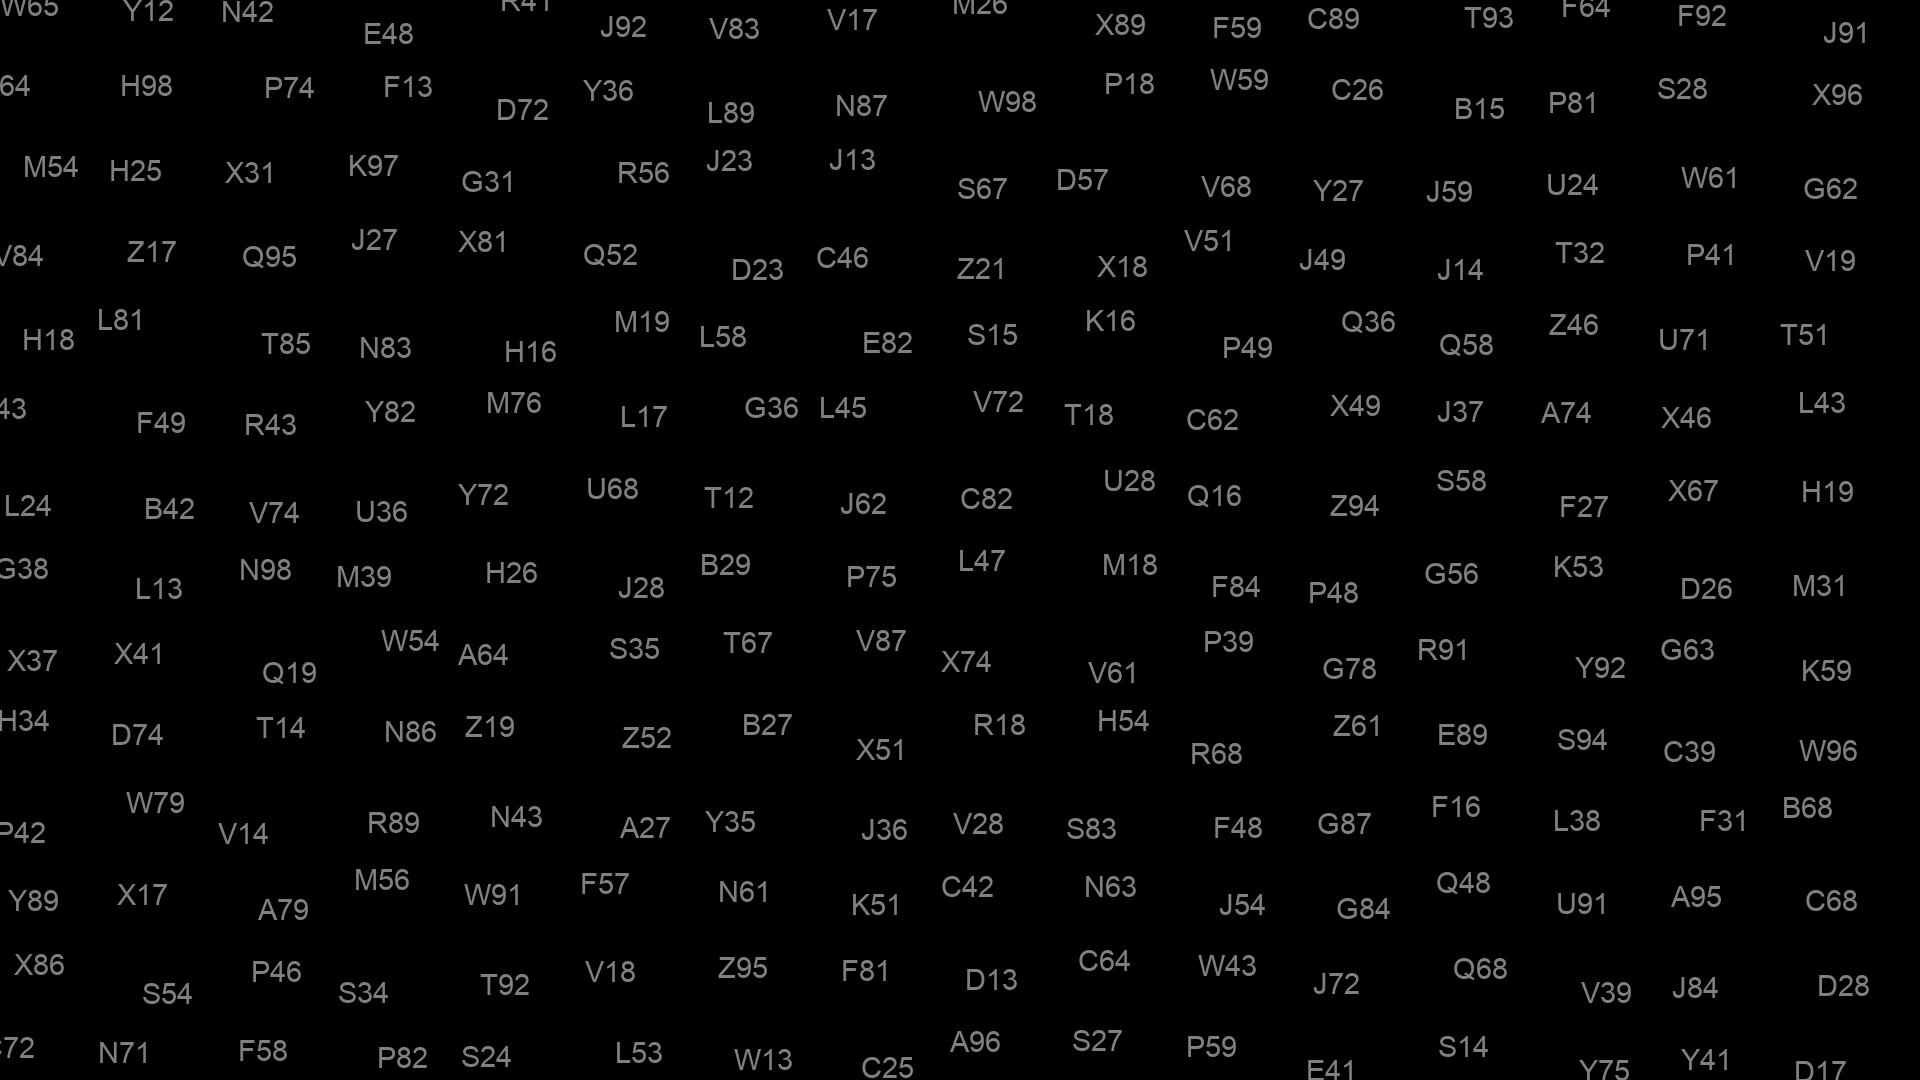 W65 Y12 N42 E48 R41 J92 V83 V17 M26 X89 F59 C89 T93 F64 F92 J91
64 H98 P74 F13 D72 Y36 L89 N87 W98 P18 W59 C26 B15 P81 S28 X96
M54 H25 X31 K97 G31 R56 J23 J13 S67 D57 V68 Y27 J59 U24 W61 G62
V84 Z17 Q95 J27 X81 Q52 D23 C46 Z21 X18 V51 J49 J14 T32 P41 V19
H18 L81 T85 N83 H16 M19 L58 E82 S15 K16 P49 Q36 Q58 Z46 U71 T51
43 F49 R43 Y82 M76 L17 G36 L45 V72 T18 C62 X49 J37 A74 X46 L43
L24 B42 V74 U36 Y72 U68 T12 J62 C82 U28 Q16 Z94 S58 F27 X67 H19
G38 L13 N98 M39 H26 J28 B29 P75 L47 M18 F84 P48 G56 K53 D26 M31
X37 X41 Q19 W54 A64 S35 T67 V87 X74 V61 P39 G78 R91 Y92 G63 K59
H34 D74 T14 N86 Z19 Z52 B27 X51 R18 H54 R68 Z61 E89 S94 C39 W96
P42 W79 V14 R89 N43 A27 Y35 J36 V28 S83 F48 G87 F16 L38 F31 B68
Y89 X17 A79 M56 W91 F57 N61 K51 C42 N63 J54 G84 Q48 U91 A95 C68
X86 S54 P46 S34 T92 V18 Z95 F81 D13 C64 W43 J72 Q68 V39 J84 D28
72 N71 F58 P82 S24 L53 W13 C25 A96 S27 P59 E41 S14 Y75 Y41 D17